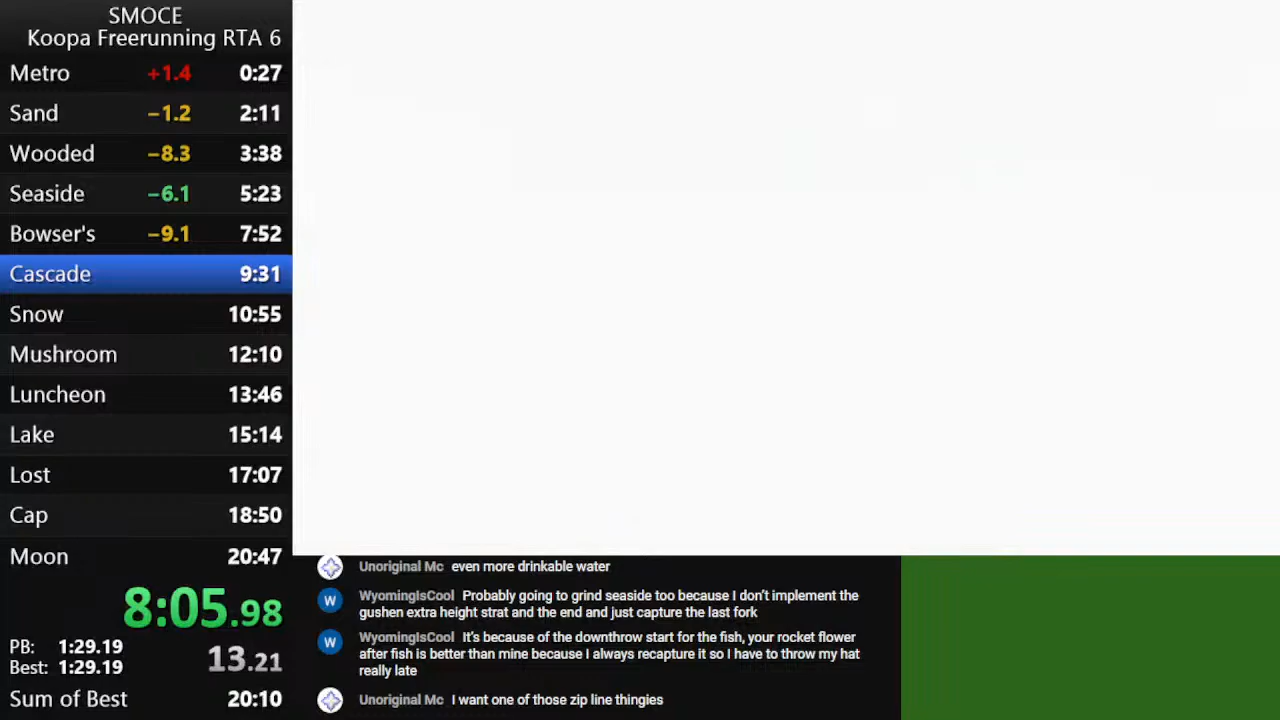 SMOCE
Koopa Freerunning RTA 6
Metro +1.4 0:27
Sand −1.2 2:11
Wooded −8.3 3:38
Seaside −6.1 5:23
Bowser's −9.1 7:52
Cascade 9:31
Snow 10:55
Mushroom 12:10
Luncheon 13:46
Lake 15:14
Lost 17:07
Cap 18:50
Moon 20:47
8:05.98
PB: 1:29.19
Best: 1:29.19
13.21
Sum of Best 20:10
Unoriginal Mc even more drinkable water
W WyomingIsCool Probably going to grind seaside too because I don't implement the
gushen extra height strat and the end and just capture the last fork
W WyomingIsCool It's because of the downthrow start for the fish, your rocket flower
after fish is better than mine because I always recapture it so I have to throw my hat
really late
Unoriginal Mc I want one of those zip line thingies